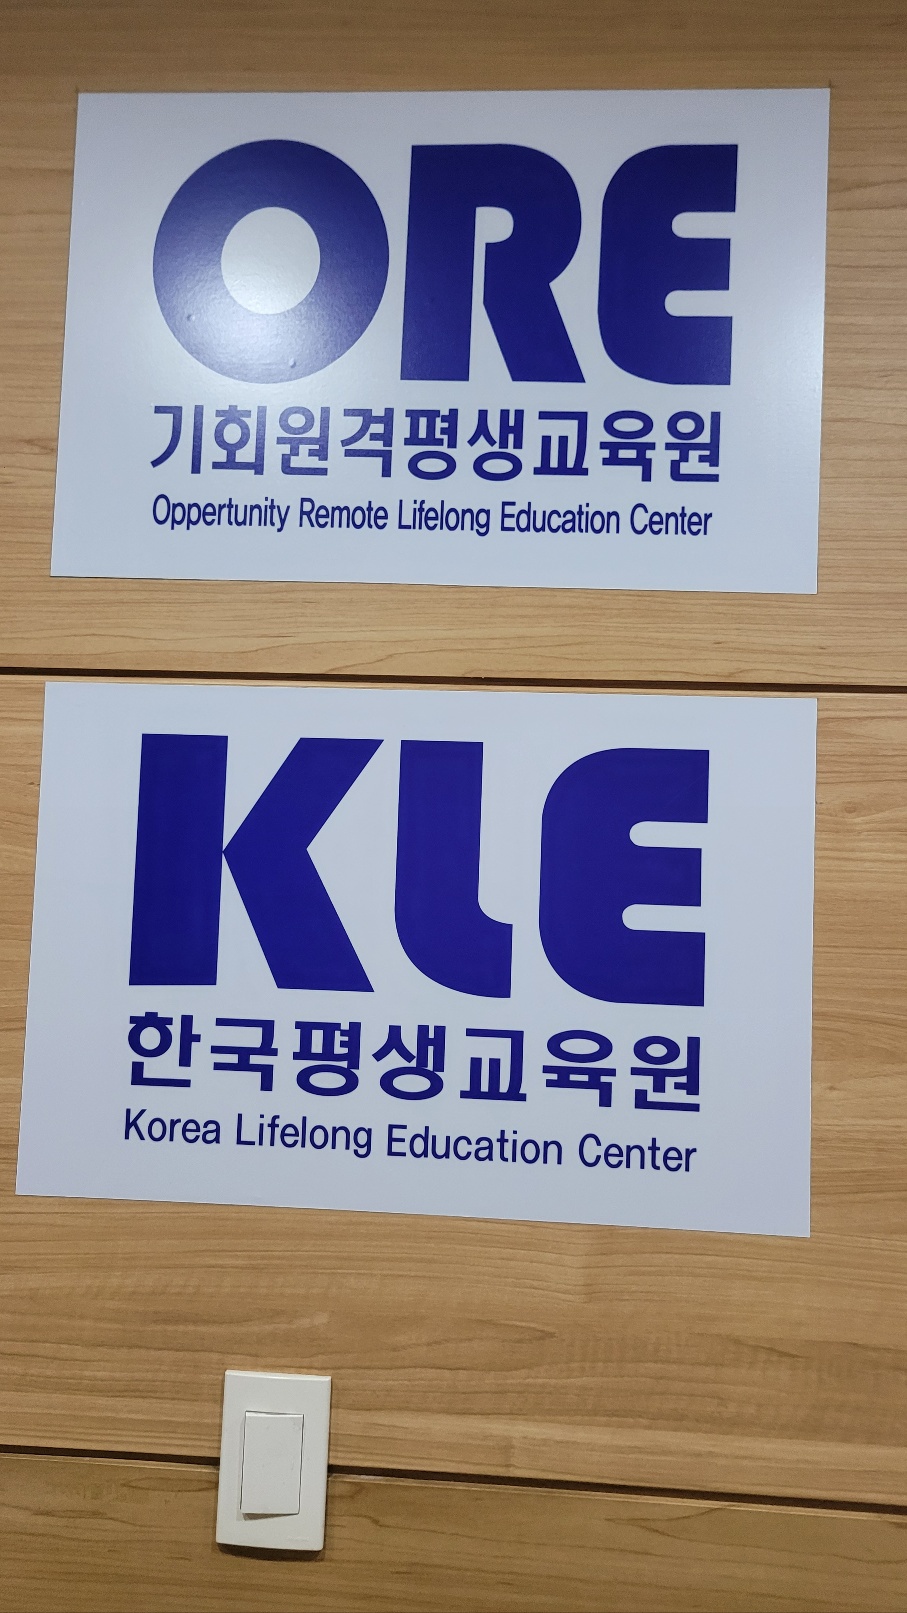 ORE
기회원격평생교육원
Oppertunity Remote Lifelong Education Center
KLE
한국평생교육원
Korea Lifelong Education Center